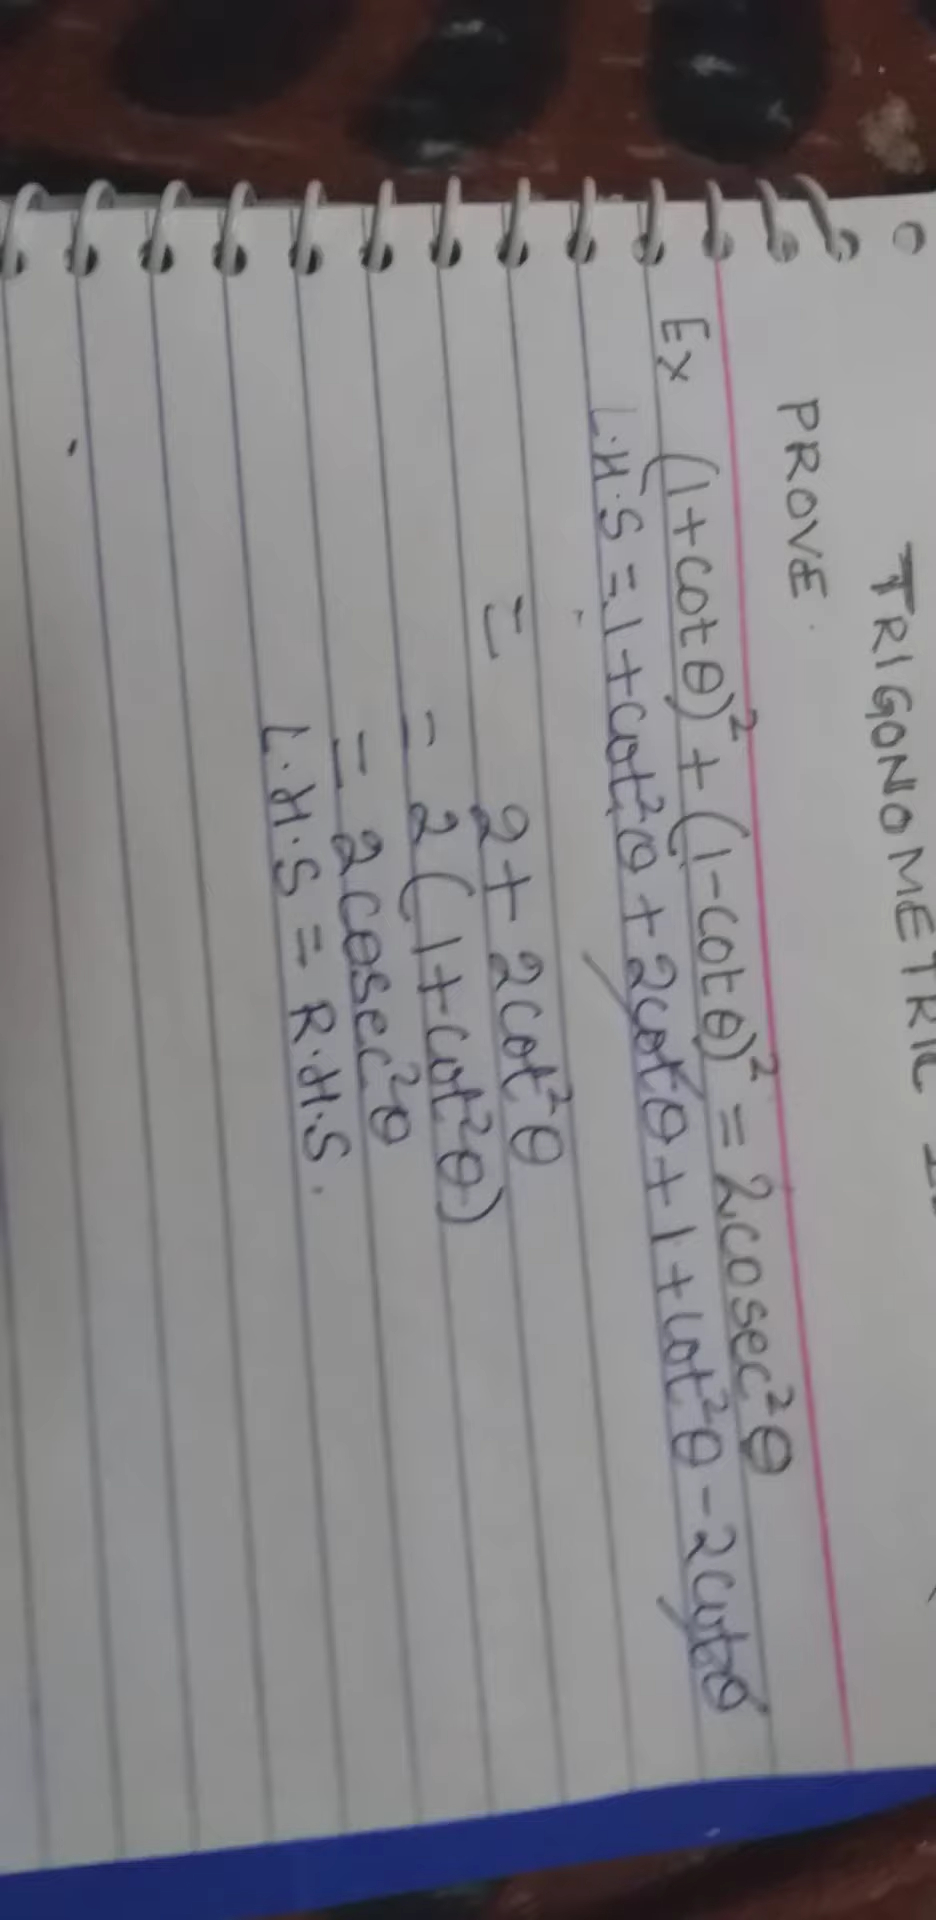 TRIGONOMETRIC
PROVE.
Ex (1+cotθ)² + (1-cotθ)² = 2cosec²θ
L.H.S = 1+cot²θ + 2cotθ + 1 + cot²θ - 2cotθ
= 2 + 2cot²θ
= 2(1+cot²θ)
= 2cosec²θ
L.H.S = R.H.S.